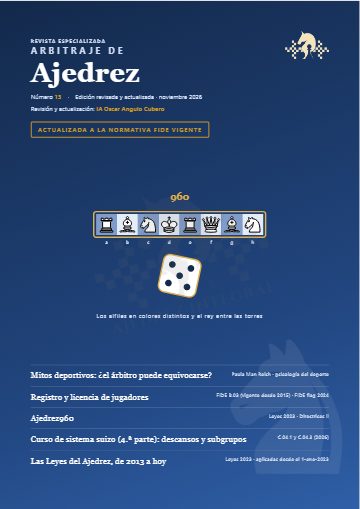 REVISTA ESPECIALIZADA
ARBITRAJE DE
Ajedrez
Número 13 · Edición revisada y actualizada · noviembre 2026
Revisión y actualización: IA Oscar Angulo Cubero
ACTUALIZADA A LA NORMATIVA FIDE VIGENTE
960
a b c d e f g h
Los alfiles en colores distintos y el rey entre las torres
Mitos deportivos: ¿el árbitro puede equivocarse? Paula Man Reich · psicología del deporte
Registro y licencia de jugadores FIDE B.03 (Vigente desde 2015) · FIDE flag 2024
Ajedrez960 Leyes 2023 · Directrices II
Curso de sistema suizo (4.ª parte): descansos y subgrupos C.04.1 y C.04.3 (2026)
Las Leyes del Ajedrez, de 2013 a hoy Leyes 2023 · aplicadas desde el 1-ene-2023